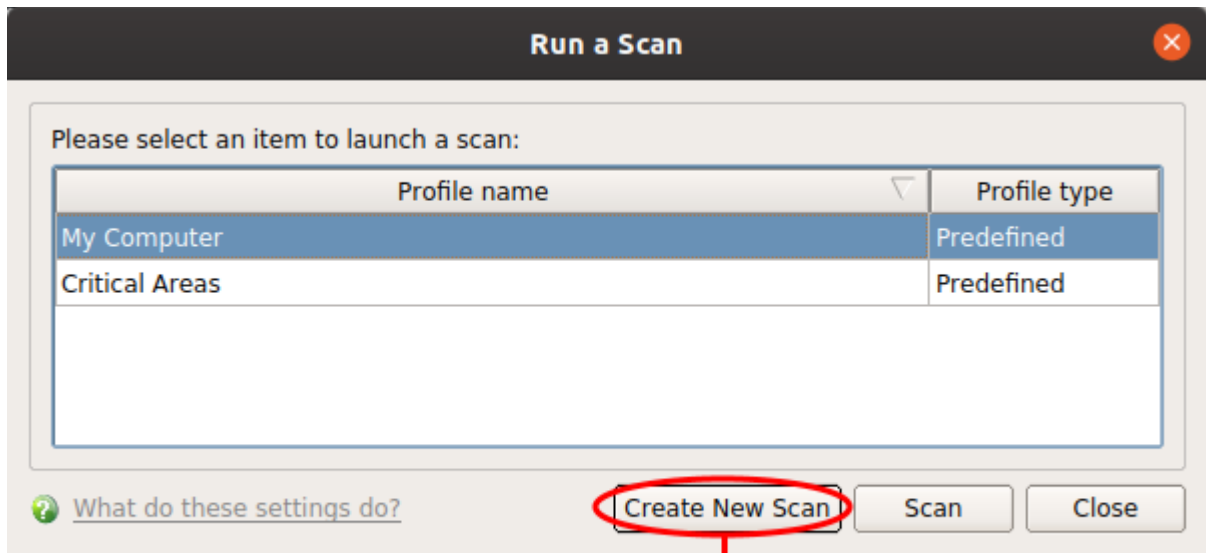 Run a Scan
Please select an item to launch a scan:
Profile name Profile type
My Computer Predefined
Critical Areas Predefined
What do these settings do? Create New Scan Scan Close